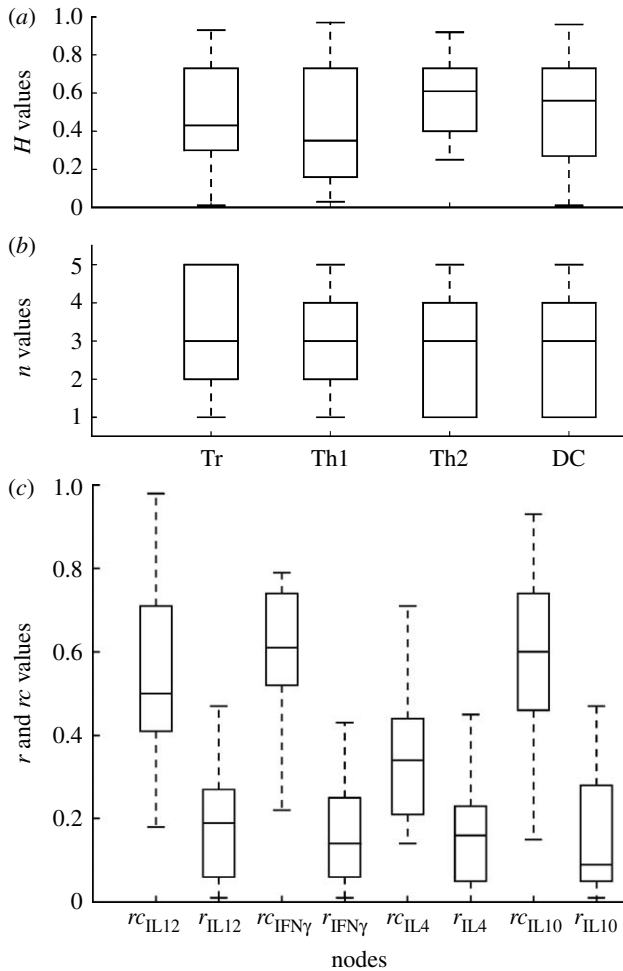 (a)
1.0
0.8
0.6
0.4
0.2
0
H values
(b)
5
4
3
2
1
n values
Tr Th1 Th2 DC
(c)
1.0
0.8
0.6
0.4
0.2
0
r and rc values
rcIL12 rIL12 rcIFNγ rIFNγ rcIL4 rIL4 rcIL10 rIL10
nodes